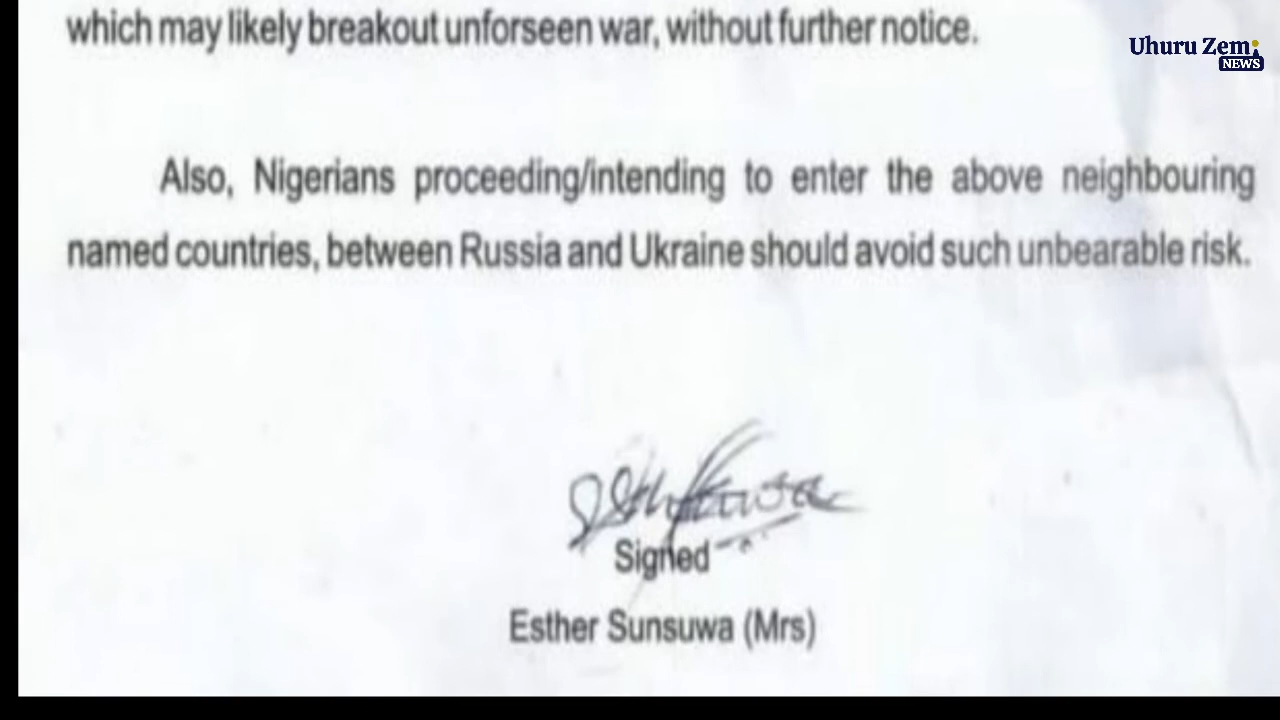 which may likely breakout unforseen war, without further notice.
Uhuru Zem
NEWS
Also, Nigerians proceeding/intending to enter the above neighbouring
named countries, between Russia and Ukraine should avoid such unbearable risk.
Signed
Esther Sunsuwa (Mrs)